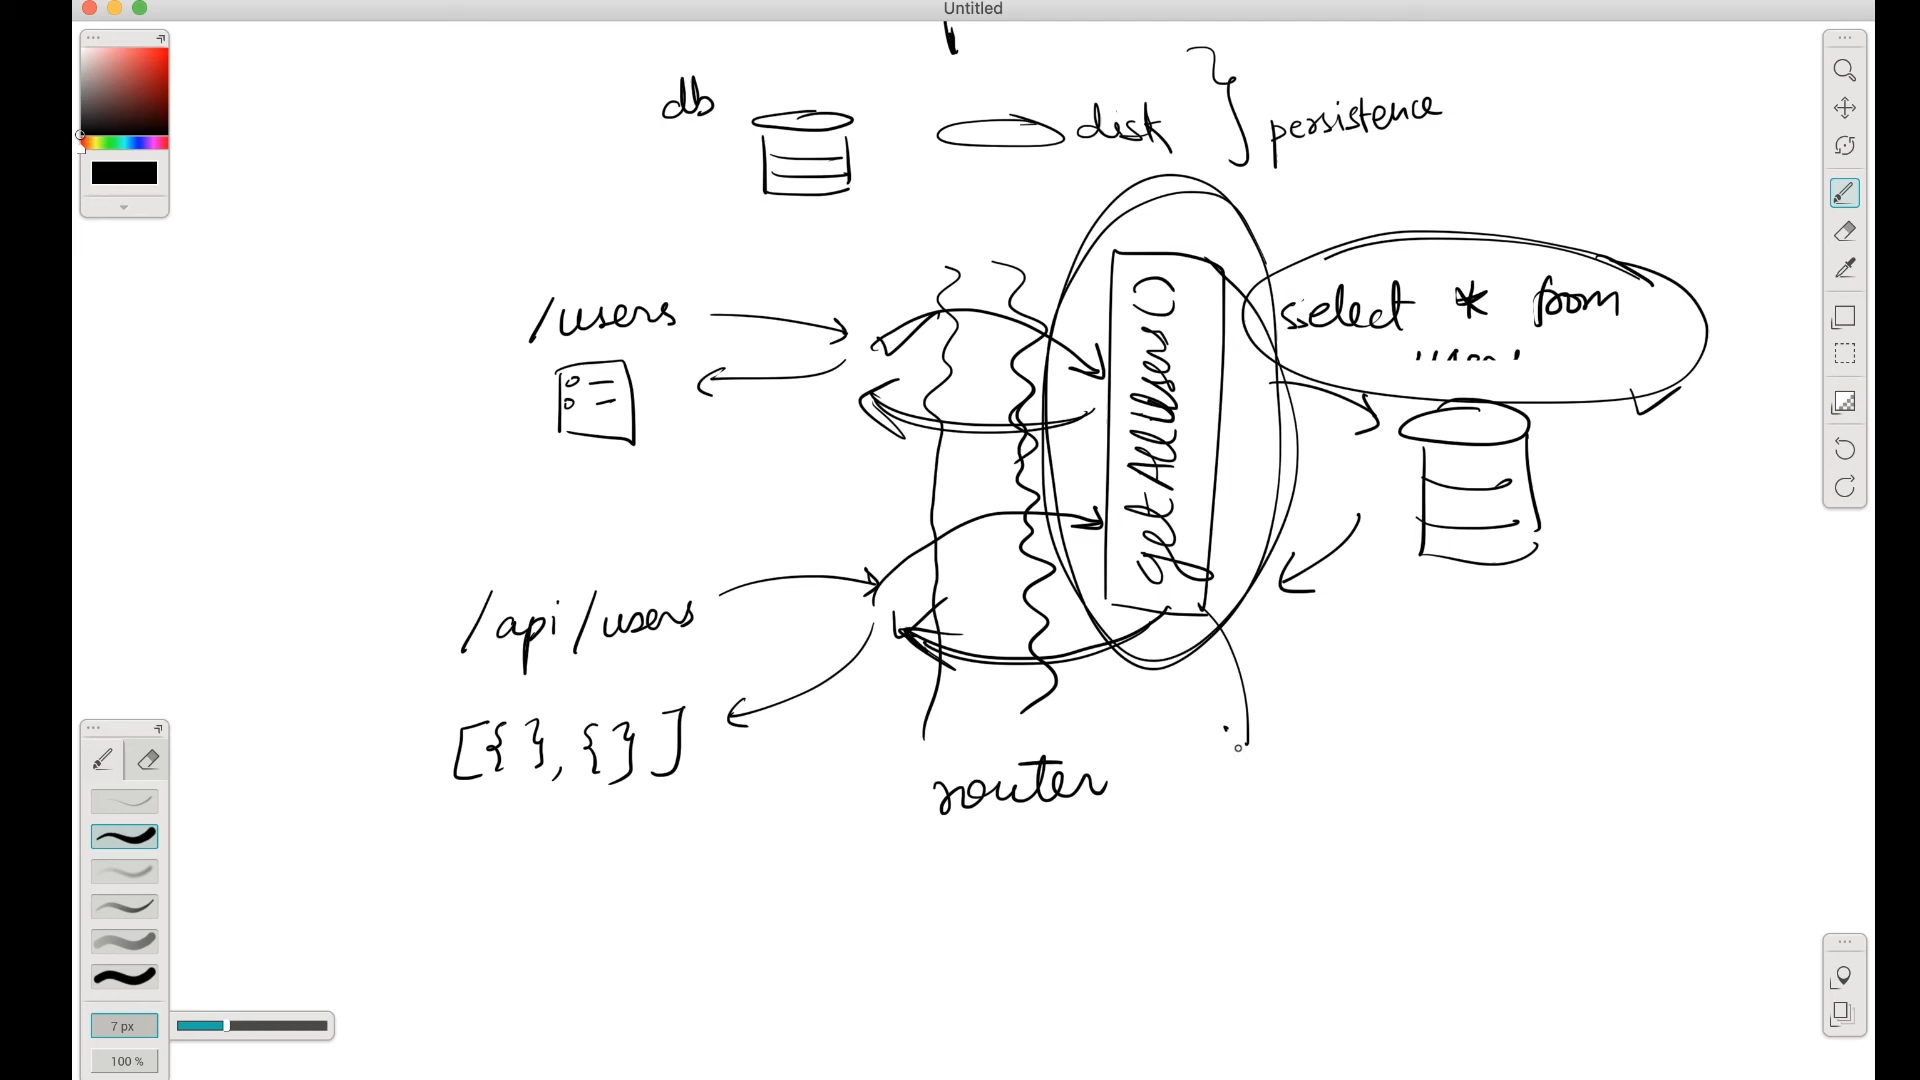 Untitled
db
disk
persistence
/users
getAllUsers()
select * from
/api/users
[{}, {}]
router
7 px
100 %